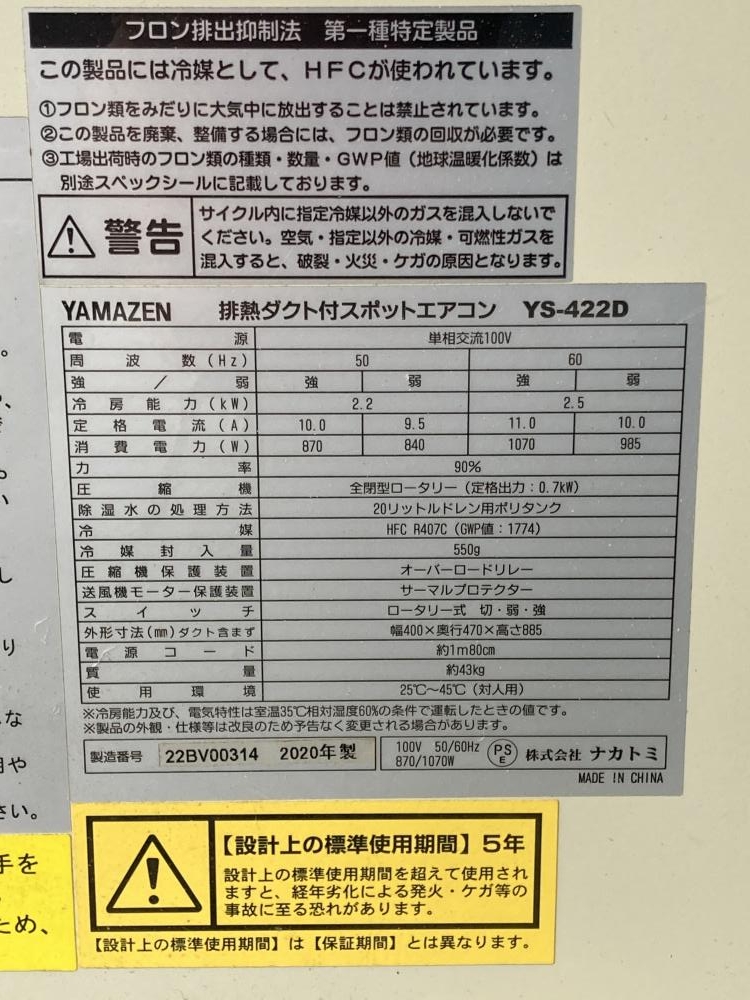 フロン排出抑制法 第一種特定製品
この製品には冷媒として、HFCが使われています。
①フロン類をみだりに大気中に放出することは禁止されています。
②この製品を廃棄、整備する場合には、フロン類の回収が必要です。
③工場出荷時のフロン類の種類・数量・GWP値（地球温暖化係数）は
別途スペックシールに記載しております。
警告
サイクル内に指定冷媒以外のガスを混入しないで
ください。空気・指定以外の冷媒・可燃性ガスを
混入すると、破裂・火災・ケガの原因となります。
YAMAZEN 排熱ダクト付スポットエアコン YS-422D
電源 単相交流100V
周波数(Hz) 50 60
強／弱 強 弱 強 弱
冷房能力(kW) 2.2 2.5
定格電流(A) 10.0 9.5 11.0 10.0
消費電力(W) 870 840 1070 985
力率 90%
圧縮機 全閉型ロータリー（定格出力：0.7kW）
除湿水の処理方法 20リットルドレン用ポリタンク
冷媒 HFC R407C（GWP値：1774）
冷媒封入量 550g
圧縮機保護装置 オーバーロードリレー
送風機モーター保護装置 サーマルプロテクター
スイッチ ロータリー式 切・弱・強
外形寸法(mm)ダクト含まず 幅400×奥行470×高さ885
電源コード 約1m80cm
質量 約43kg
使用環境 25℃～45℃（対人用）
※冷房能力及び、電気特性は室温35℃相対湿度60%の条件で運転したときの値です。
※製品の外観・仕様等は改良のため予告なく変更される場合があります。
製造番号 22BV00314 2020年製
100V 50/60Hz
870/1070W
PS
E
株式会社 ナカトミ
MADE IN CHINA
【設計上の標準使用期間】5年
設計上の標準使用期間を超えて使用され
ますと、経年劣化による発火・ケガ等の
事故に至る恐れがあります。
【設計上の標準使用期間】は【保証期間】とは異なります。
。
、
い
し
り
な
や
さい。
手を
ため、